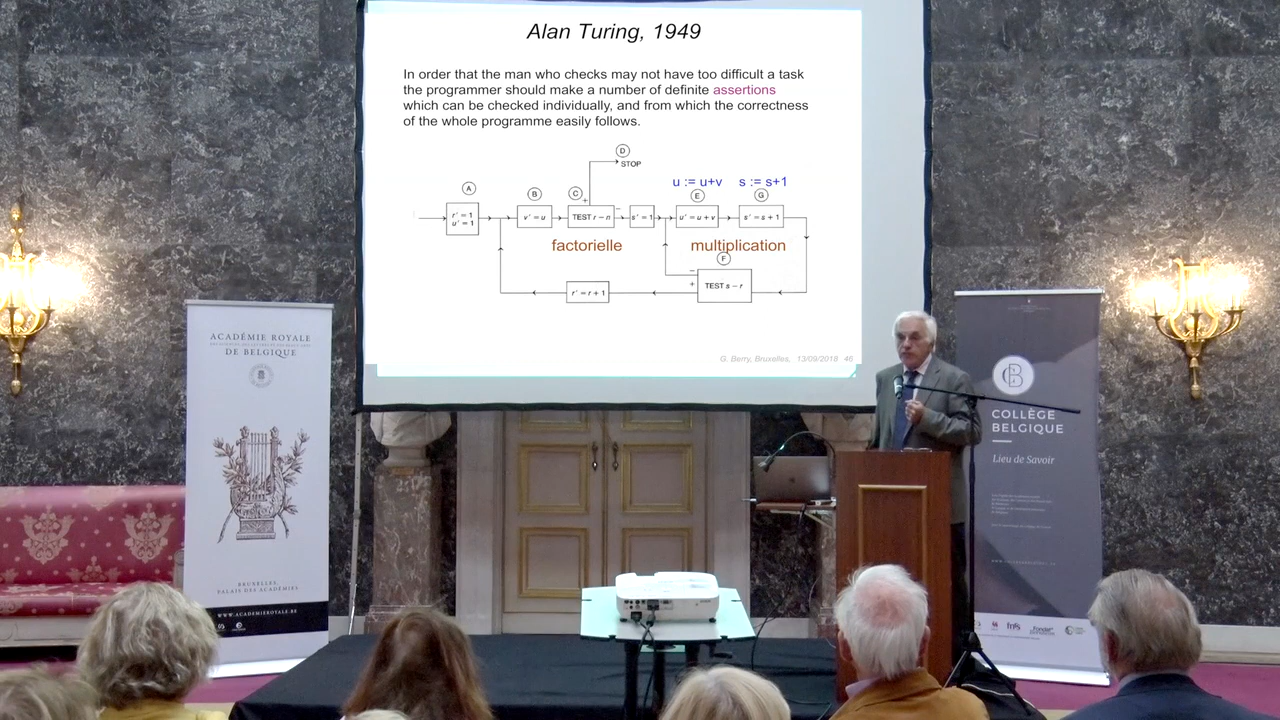 Alan Turing, 1949
In order that the man who checks may not have too difficult a task
the programmer should make a number of definite assertions
which can be checked individually, and from which the correctness
of the whole programme easily follows.
D
STOP
u := u+v s := s+1
A
B
C
E
G
+
−
r' = 1
u' = 1
v' = u
TEST r − n
s' = 1
u' = u + v
s' = s + 1
factorielle
multiplication
F
−
+
TEST s − r
r' = r + 1
G. Berry, Bruxelles, 13/09/2018 46
ACADÉMIE ROYALE
DE BELGIQUE
BRUXELLES,
PALAIS DES ACADÉMIES
WWW.ACADEMIEROYALE.BE
CB
COLLÈGE
BELGIQUE
Lieu de Savoir
fnrs